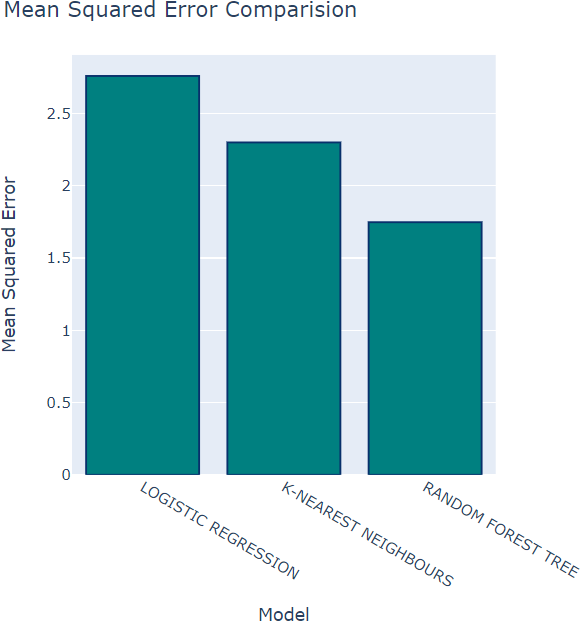 Mean Squared Error Comparision
2.5
2
1.5
1
0.5
0
Mean Squared Error
LOGISTIC REGRESSION
K-NEAREST NEIGHBOURS
RANDOM FOREST TREE
Model